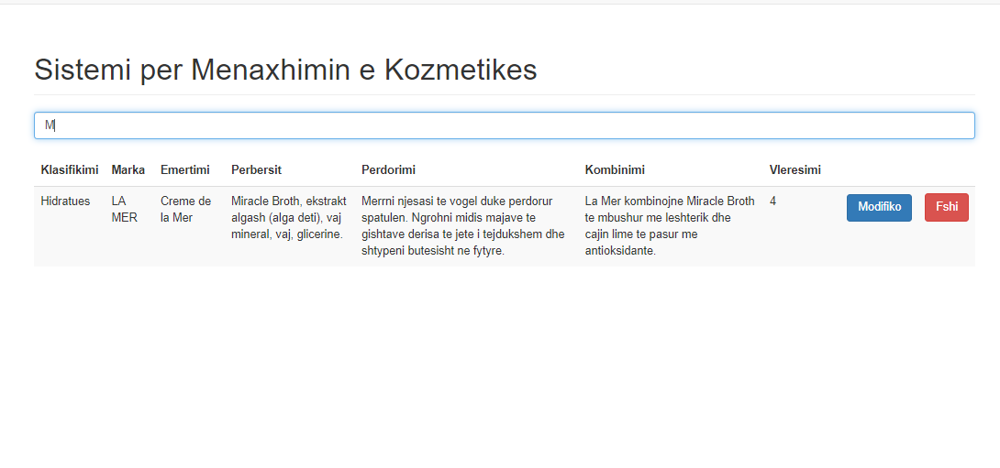 Sistemi per Menaxhimin e Kozmetikes
M
Klasifikimi Marka Emertimi Perbersit Perdorimi Kombinimi Vleresimi
Hidratues
LA
MER
Creme de
la Mer
Miracle Broth, ekstrakt
algash (alga deti), vaj
mineral, vaj, glicerine.
Merrni njesasi te vogel duke perdorur
spatulen. Ngrohni midis majave te
gishtave derisa te jete i tejdukshem dhe
shtypeni butesisht ne fytyre.
La Mer kombinojne Miracle Broth
te mbushur me leshterik dhe
cajin lime te pasur me
antioksidante.
4
Modifiko
Fshi